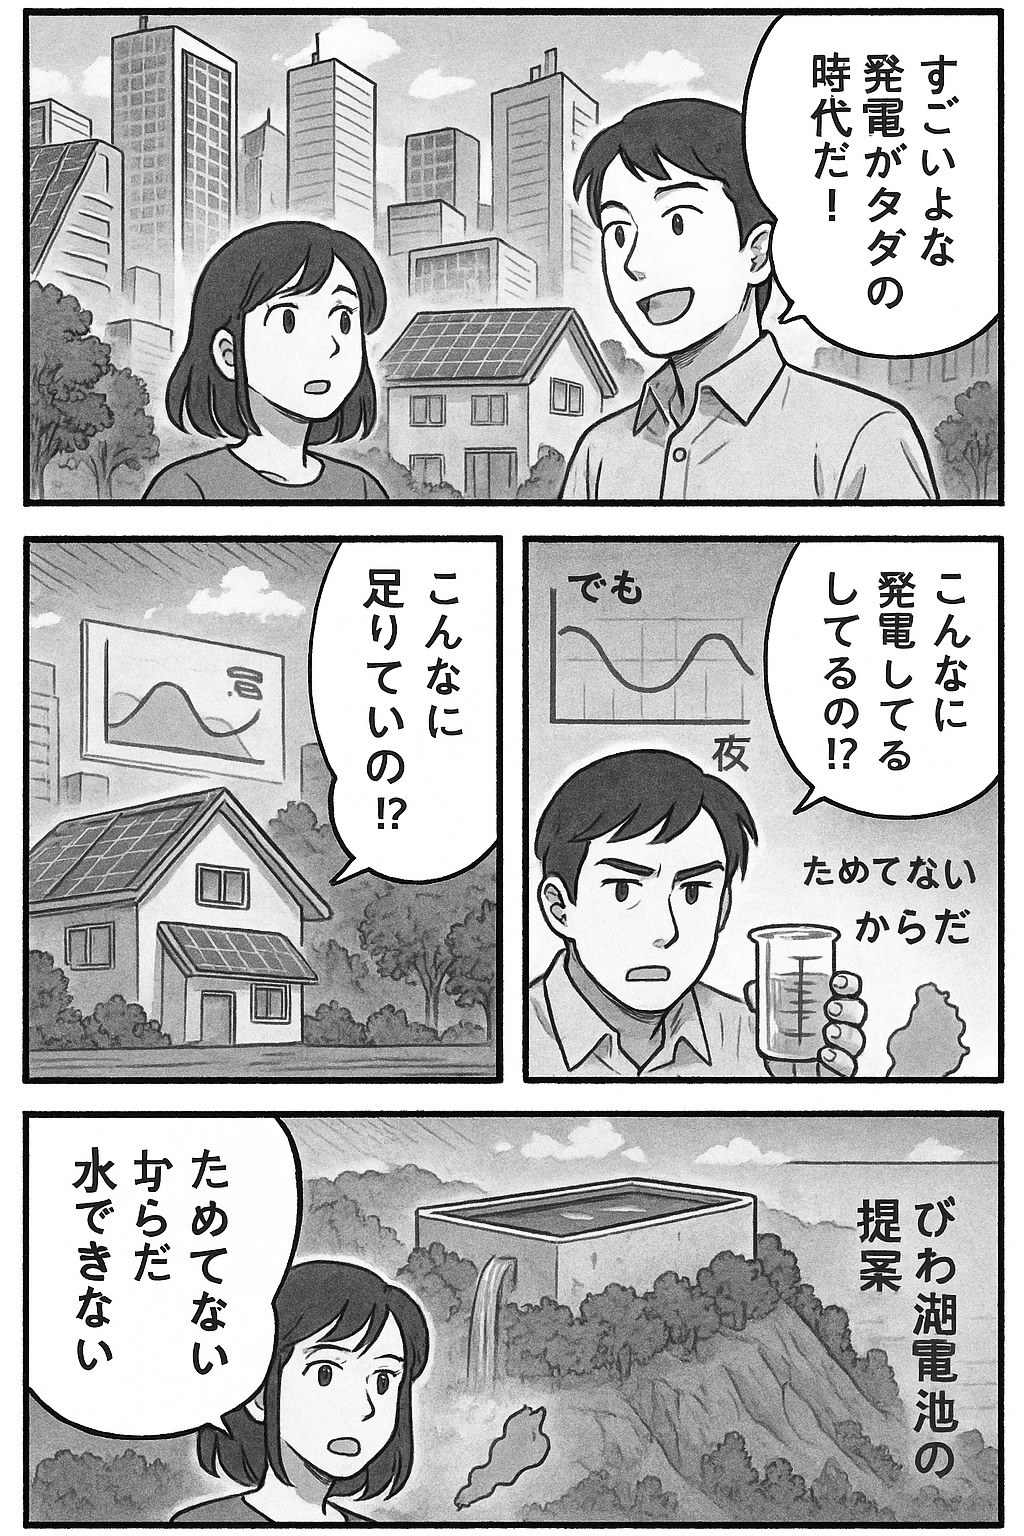 すごいよな
発電がタダの
時代だ！
こんなに
発電してる
してるの!?
でも
夜
ためてない
からだ
こんなに
足りていの!?
ためてない
からだ
水できない
びわ湖電池の
提案